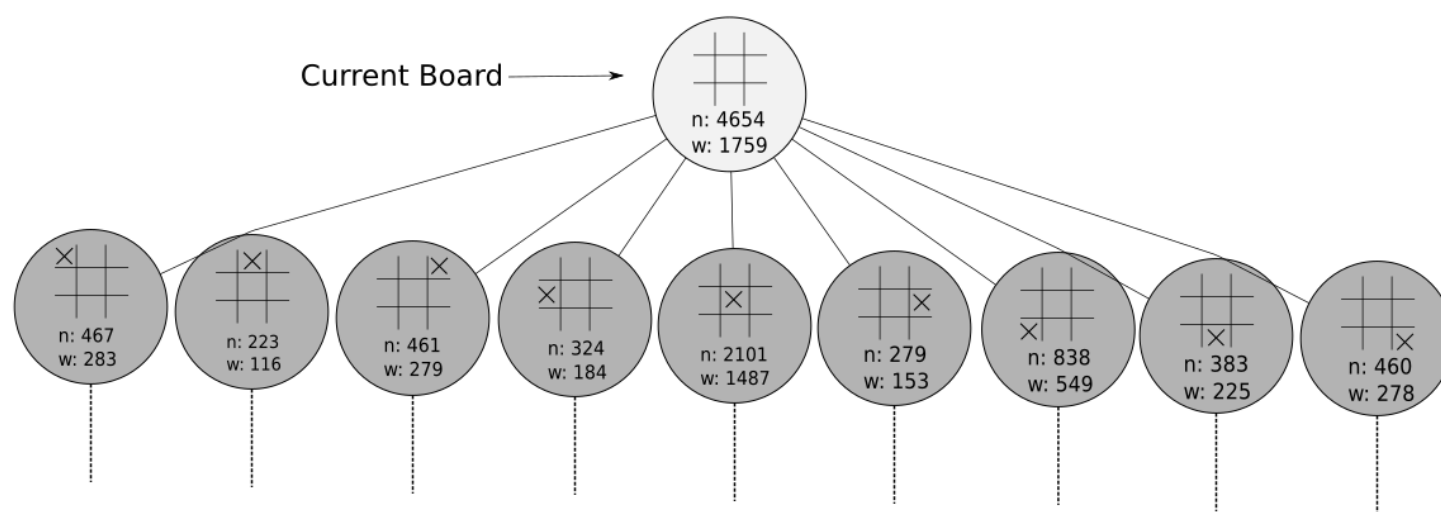 Current Board
n: 4654
w: 1759
n: 467
w: 283
n: 223
w: 116
n: 461
w: 279
n: 324
w: 184
n: 2101
w: 1487
n: 279
w: 153
n: 838
w: 549
n: 383
w: 225
n: 460
w: 278